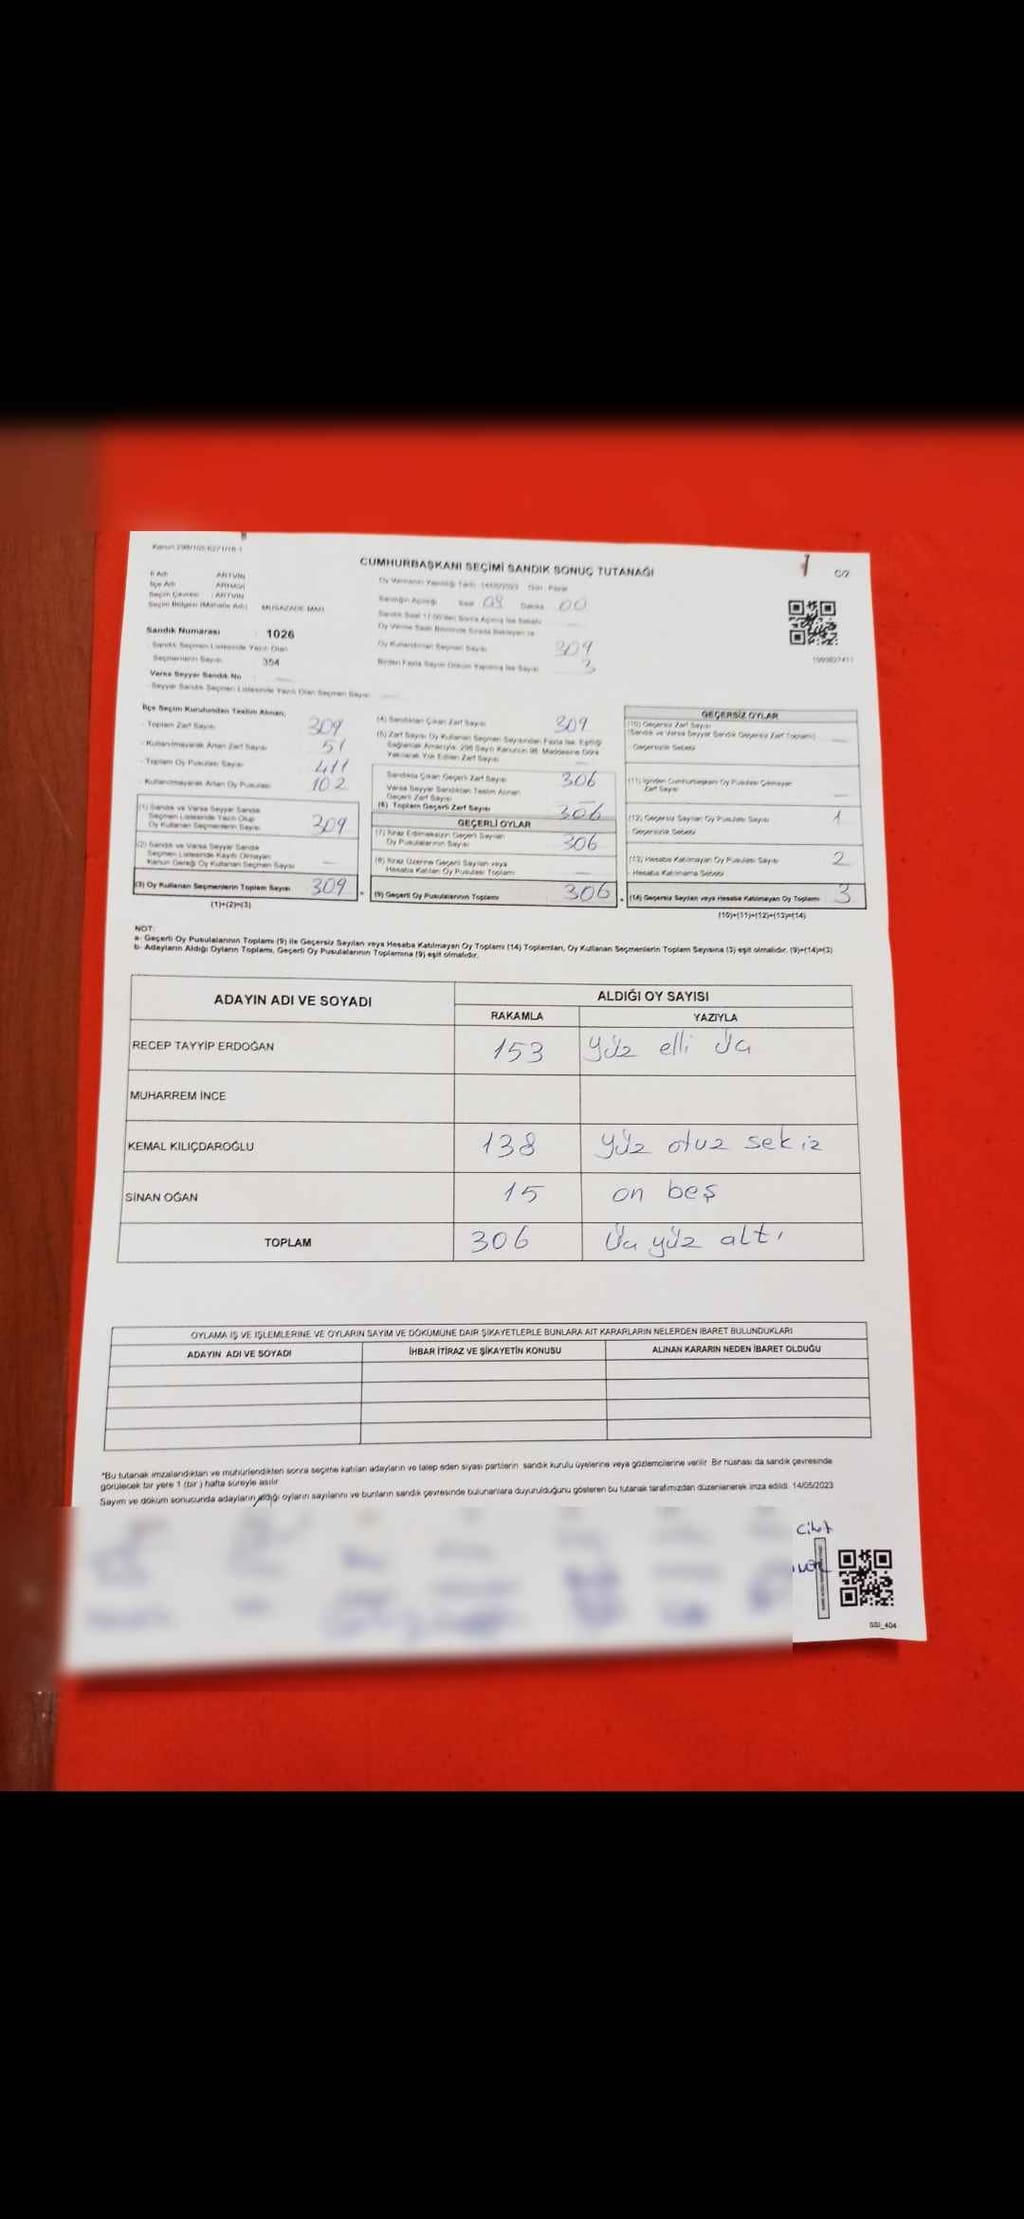 CUMHURBAŞKANI SEÇİMİ SANDIK SONUÇ TUTANAĞI
İl Adı : ARTVİN
İlçe Adı : ARHAVİ
Seçim Çevresi : ARTVİN
Seçim Bölgesi (Mahalle Adı) : MUSAZADE MAH.
Oy Vermenin Yapıldığı Tarih : 14/05/2023 Gün : Pazar
Sandığın Açılışı Saat 08 Dakika 00
Sandık Numarası : 1026
Sandık Seçmen Listesinde Yazılı Olan
Seçmenlerin Sayısı : 354
Oy Kullandırılan Seçmen Sayısı 309
Birden Fazla Sayım Döküm Yapılmış İse Sayısı 3
Varsa Seyyar Sandık No
Seyyar Sandık Seçmen Listesinde Yazılı Olan Seçmen Sayısı
İlçe Seçim Kurulundan Teslim Alınan;
Toplam Zarf Sayısı 309
Kullanılmayarak Artan Zarf Sayısı 51
Toplam Oy Pusulası Sayısı 411
Kullanılmayarak Artan Oy Pusulası 102
(1) Sandık ve Varsa Seyyar Sandık
Seçmen Listesinde Yazılı Olup
Oy Kullanan Seçmenlerin Sayısı 309
(2) Sandık ve Varsa Seyyar Sandık
Seçmen Listesinde Kayıtlı Olmayan
Kanun Gereği Oy Kullanan Seçmen Sayısı
(3) Oy Kullanan Seçmenlerin Toplam Sayısı 309
(1)+(2)=(3)
(4) Sandıktan Çıkan Zarf Sayısı 309
(5) Zarf Sayısı Oy Kullanan Seçmen Sayısından Fazla İse, Eşitliği
Sağlamak Amacıyla, 298 Sayılı Kanunun 98. Maddesine Göre
Yakılarak Yok Edilen Zarf Sayısı
Sandıkta Çıkan Geçerli Zarf Sayısı 306
Varsa Seyyar Sandıktan Teslim Alınan
Geçerli Zarf Sayısı
(6) Toplam Geçerli Zarf Sayısı 306
GEÇERLİ OYLAR
(7) İtiraz Edilmeksizin Geçerli Sayılan
Oy Pusulalarının Sayısı 306
(8) İtiraz Üzerine Geçerli Sayılan veya
Hesaba Katılan Oy Pusulası Toplamı
(9) Geçerli Oy Pusulalarının Toplamı 306
GEÇERSİZ OYLAR
(10) Geçersiz Zarf Sayısı
(Sandık ve Varsa Seyyar Sandık Geçersiz Zarf Toplamı)
Geçersizlik Sebebi
(11) İçinden Cumhurbaşkanı Oy Pusulası Çıkmayan
Zarf Sayısı
(12) Geçersiz Sayılan Oy Pusulası Sayısı 1
Geçersizlik Sebebi
(13) Hesaba Katılmayan Oy Pusulası Sayısı 2
Hesaba Katılmama Sebebi
(14) Geçersiz Sayılan veya Hesaba Katılmayan Oy Toplamı 3
(10)+(11)+(12)+(13)=(14)
NOT:
a- Geçerli Oy Pusulalarının Toplamı (9) ile Geçersiz Sayılan veya Hesaba Katılmayan Oy Toplamı (14) Toplamları, Oy Kullanan Seçmenlerin Toplam Sayısına (3) eşit olmalıdır. (9)+(14)=(3)
b- Adayların Aldığı Oyların Toplamı, Geçerli Oy Pusulalarının Toplamına (9) eşit olmalıdır.
ADAYIN ADI VE SOYADI ALDIĞI OY SAYISI
RAKAMLA YAZIYLA
RECEP TAYYİP ERDOĞAN 153 Yüz elli üç
MUHARREM İNCE
KEMAL KILIÇDAROĞLU 138 Yüz otuz sekiz
SİNAN OĞAN 15 on beş
TOPLAM 306 Üç yüz altı
OYLAMA İŞ VE İŞLEMLERİNE VE OYLARIN SAYIM VE DÖKÜMÜNE DAİR ŞİKAYETLERLE BUNLARA AİT KARARLARIN NELERDEN İBARET BULUNDUKLARI
ADAYIN ADI VE SOYADI İHBAR İTİRAZ VE ŞİKAYETİN KONUSU ALINAN KARARIN NEDEN İBARET OLDUĞU
*Bu tutanak imzalandıktan ve mühürlendikten sonra seçime katılan adayların ve talep eden siyasi partilerin sandık kurulu üyelerine veya gözlemcilerine verilir. Bir nüshası da sandık çevresinde
görülecek bir yere 1 (bir) hafta süreyle asılır.
Sayım ve döküm sonucunda adayların aldığı oyların sayılarını ve bunların sandık çevresinde bulunanlara duyurulduğunu gösteren bu tutanak tarafımızdan düzenlenerek imza edildi. 14/05/2023
SSI_404